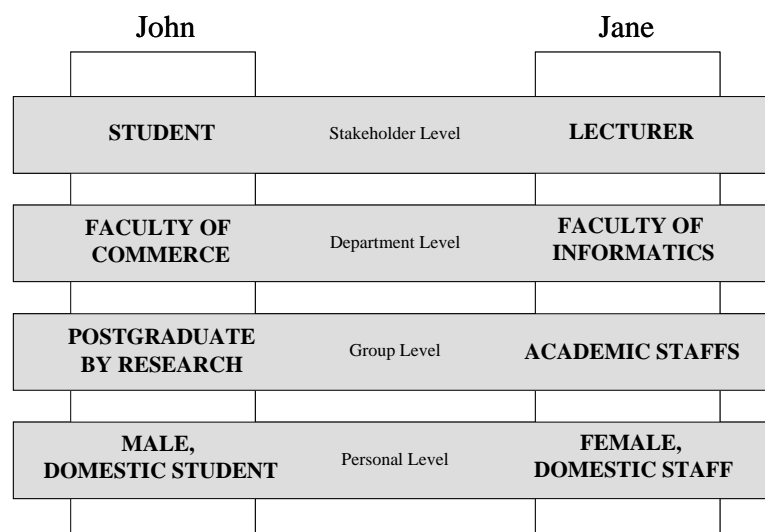 John
Jane
STUDENT
Stakeholder Level
LECTURER
FACULTY OF
COMMERCE
Department Level
FACULTY OF
INFORMATICS
POSTGRADUATE
BY RESEARCH
Group Level
ACADEMIC STAFFS
MALE,
DOMESTIC STUDENT
Personal Level
FEMALE,
DOMESTIC STAFF